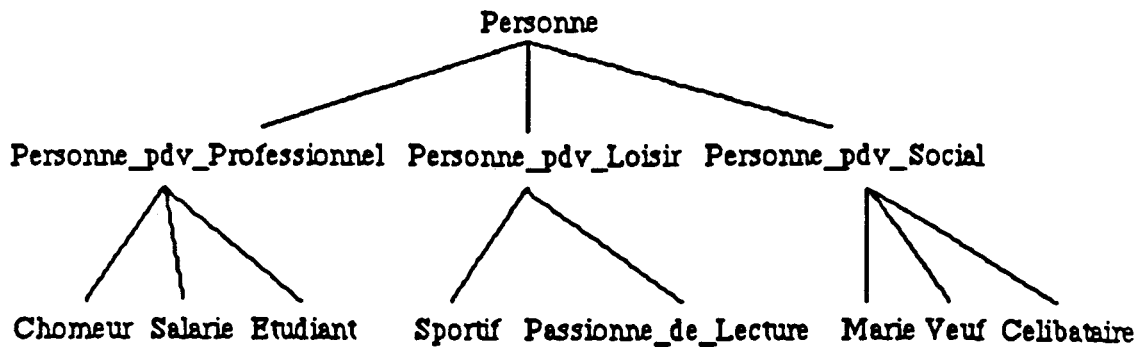 Personne
Personne_pdv_Professionnel Personne_pdv_Loisir Personne_pdv_Social
Chomeur Salarie Etudiant Sportif Passionne_de_Lecture Marie Veuf Celibataire